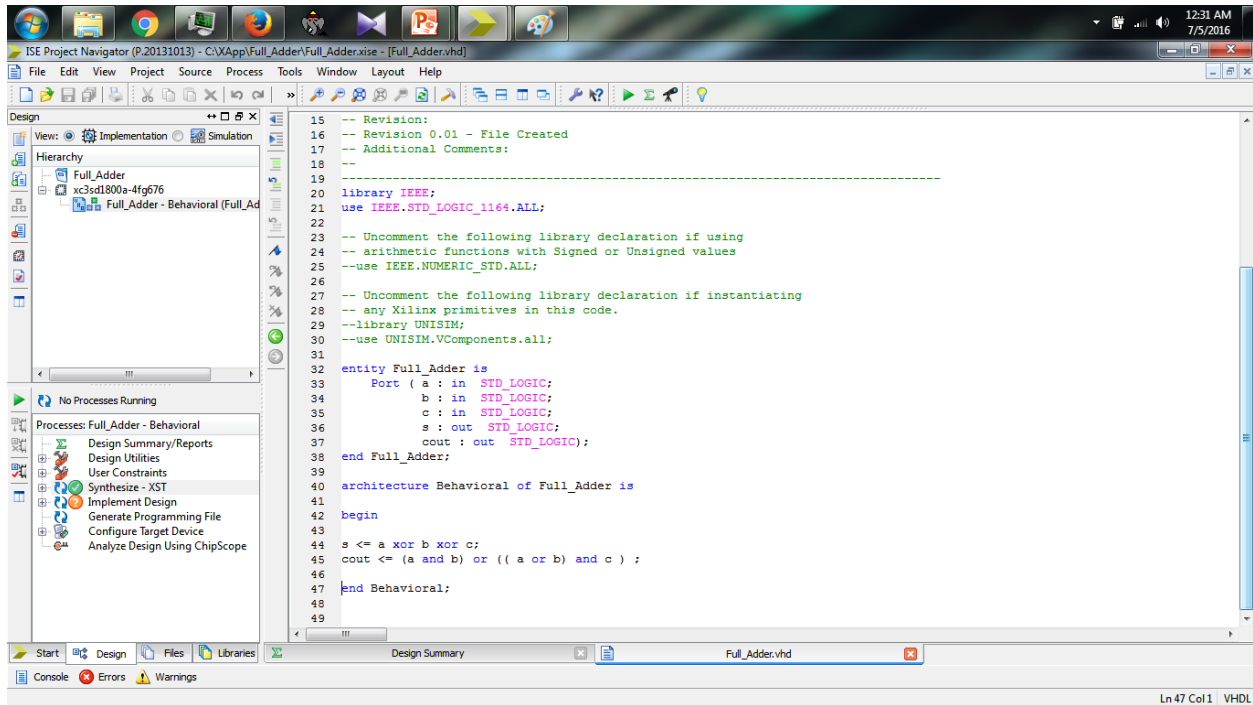 12:31 AM
7/5/2016
ISE Project Navigator (P.20131013) - C:\XApp\Full_Adder\Full_Adder.xise - [Full_Adder.vhd]
File Edit View Project Source Process Tools Window Layout Help
Design
View: Implementation Simulation
Hierarchy
Full_Adder
xc3sd1800a-4fg676
Full_Adder - Behavioral (Full_Ad
No Processes Running
Processes: Full_Adder - Behavioral
Design Summary/Reports
Design Utilities
User Constraints
Synthesize - XST
Implement Design
Generate Programming File
Configure Target Device
Analyze Design Using ChipScope
15 -- Revision:
16 -- Revision 0.01 - File Created
17 -- Additional Comments:
18 --
19 ----------------------------------------------------------------------------------
20 library IEEE;
21 use IEEE.STD_LOGIC_1164.ALL;
22
23 -- Uncomment the following library declaration if using
24 -- arithmetic functions with Signed or Unsigned values
25 --use IEEE.NUMERIC_STD.ALL;
26
27 -- Uncomment the following library declaration if instantiating
28 -- any Xilinx primitives in this code.
29 --library UNISIM;
30 --use UNISIM.VComponents.all;
31
32 entity Full_Adder is
33 Port ( a : in STD_LOGIC;
34 b : in STD_LOGIC;
35 c : in STD_LOGIC;
36 s : out STD_LOGIC;
37 cout : out STD_LOGIC);
38 end Full_Adder;
39
40 architecture Behavioral of Full_Adder is
41
42 begin
43
44 s <= a xor b xor c;
45 cout <= (a and b) or (( a or b) and c ) ;
46
47 end Behavioral;
48
49
Start Design Files Libraries Design Summary Full_Adder.vhd
Console Errors Warnings
Ln 47 Col 1 VHDL